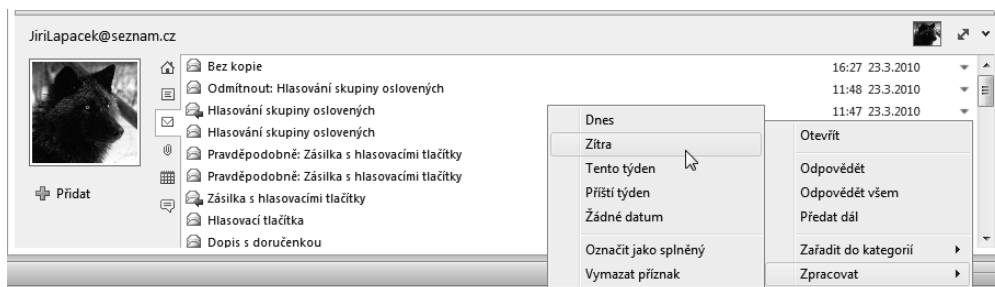 JiriLapacek@seznam.cz
Bez kopie 16:27 23.3.2010
Odmítnout: Hlasování skupiny oslovených 11:48 23.3.2010
Hlasování skupiny oslovených 11:47 23.3.2010
Hlasování skupiny oslovených
Pravděpodobně: Zásilka s hlasovacími tlačítky
Pravděpodobně: Zásilka s hlasovacími tlačítky
Zásilka s hlasovacími tlačítky
Hlasovací tlačítka
Dopis s doručenkou
Přidat
Dnes
Zítra
Tento týden
Příští týden
Žádné datum
Označit jako splněný
Vymazat příznak
Otevřít
Odpovědět
Odpovědět všem
Předat dál
Zařadit do kategorií
Zpracovat